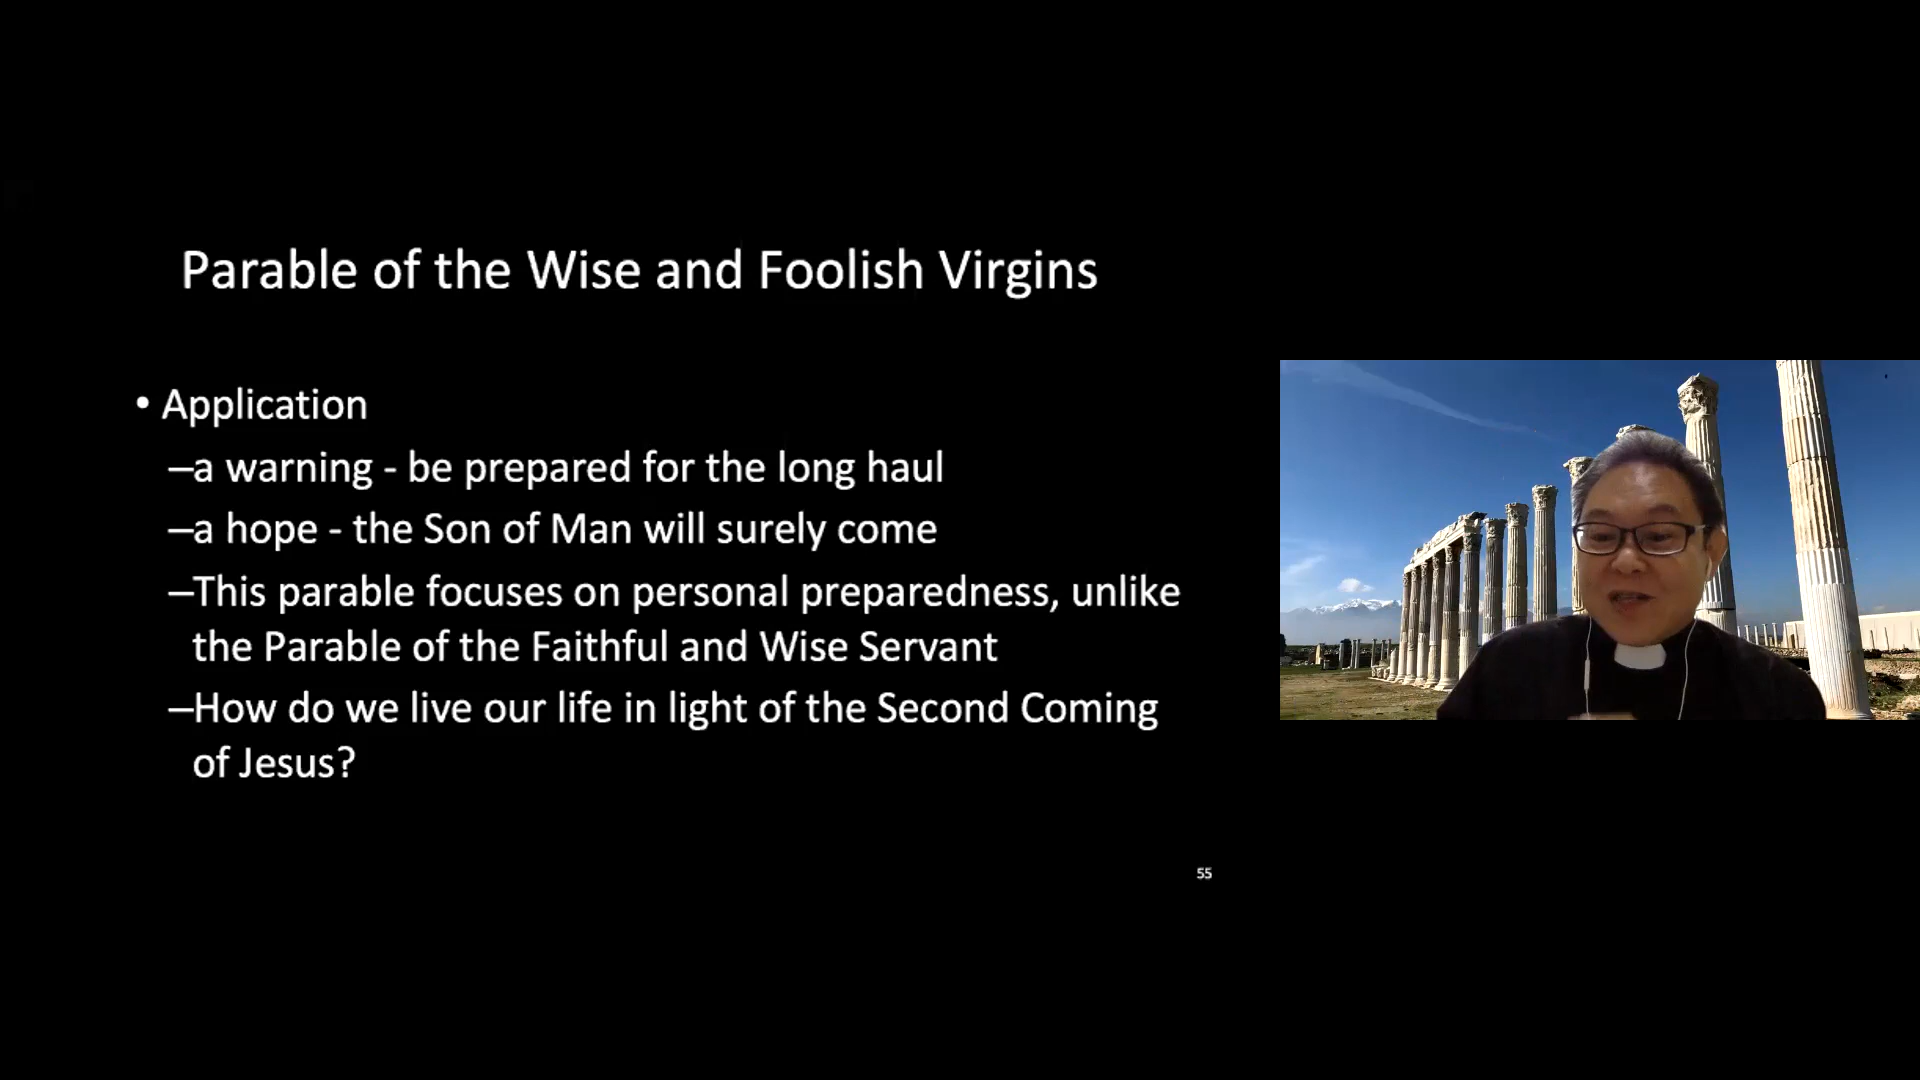 Parable of the Wise and Foolish Virgins
• Application
–a warning - be prepared for the long haul
–a hope - the Son of Man will surely come
–This parable focuses on personal preparedness, unlike
the Parable of the Faithful and Wise Servant
–How do we live our life in light of the Second Coming
of Jesus?
55